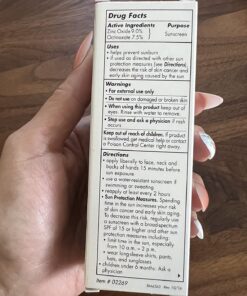 Drug Facts
Active Ingredients Purpose
Zinc Oxide 9.0%
Octinoxate 7.5% Sunscreen
Uses
• helps prevent sunburn
• if used as directed with other sun
protection measures (see Directions),
decreases the risk of skin cancer and
early skin aging caused by the sun.
Warnings
• For external use only
• Do not use on damaged or broken skin
• When using this product keep out of
eyes. Rinse with water to remove.
• Stop use and ask a physician if rash
occurs
Keep out of reach of children. If product
is swallowed get medical help or contact
a Poison Control Center right away.
Directions
• apply liberally to face, neck and
backs of hands 15 minutes before
sun exposure
• use a water-resistant sunscreen if
swimming or sweating
• reapply at least every 2 hours
• Sun Protection Measures. Spending
time in the sun increases your risk
of skin cancer and early skin aging.
To decrease this risk, regularly use
a sunscreen with a broad-spectrum
SPF of 15 or higher and other sun
protection measures including:
• limit time in the sun, especially
from 10 a.m. – 2 p.m.
• wear long-sleeve shirts, pants,
hats, and sunglasses
• children under 6 months: Ask a
physician
Item # 02269